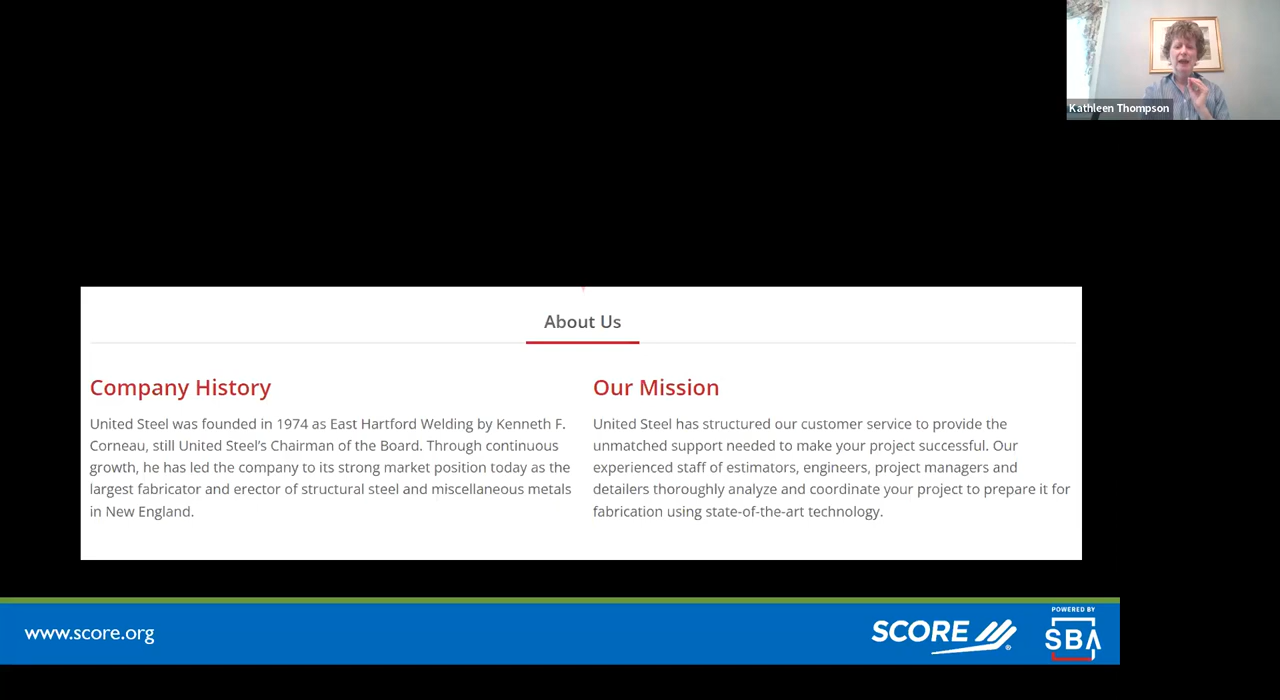 Kathleen Thompson
About Us
Company History
United Steel was founded in 1974 as East Hartford Welding by Kenneth F.
Corneau, still United Steel's Chairman of the Board. Through continuous
growth, he has led the company to its strong market position today as the
largest fabricator and erector of structural steel and miscellaneous metals
in New England.
Our Mission
United Steel has structured our customer service to provide the
unmatched support needed to make your project successful. Our
experienced staff of estimators, engineers, project managers and
detailers thoroughly analyze and coordinate your project to prepare it for
fabrication using state-of-the-art technology.
www.score.org
SCORE
®
POWERED BY
SBA